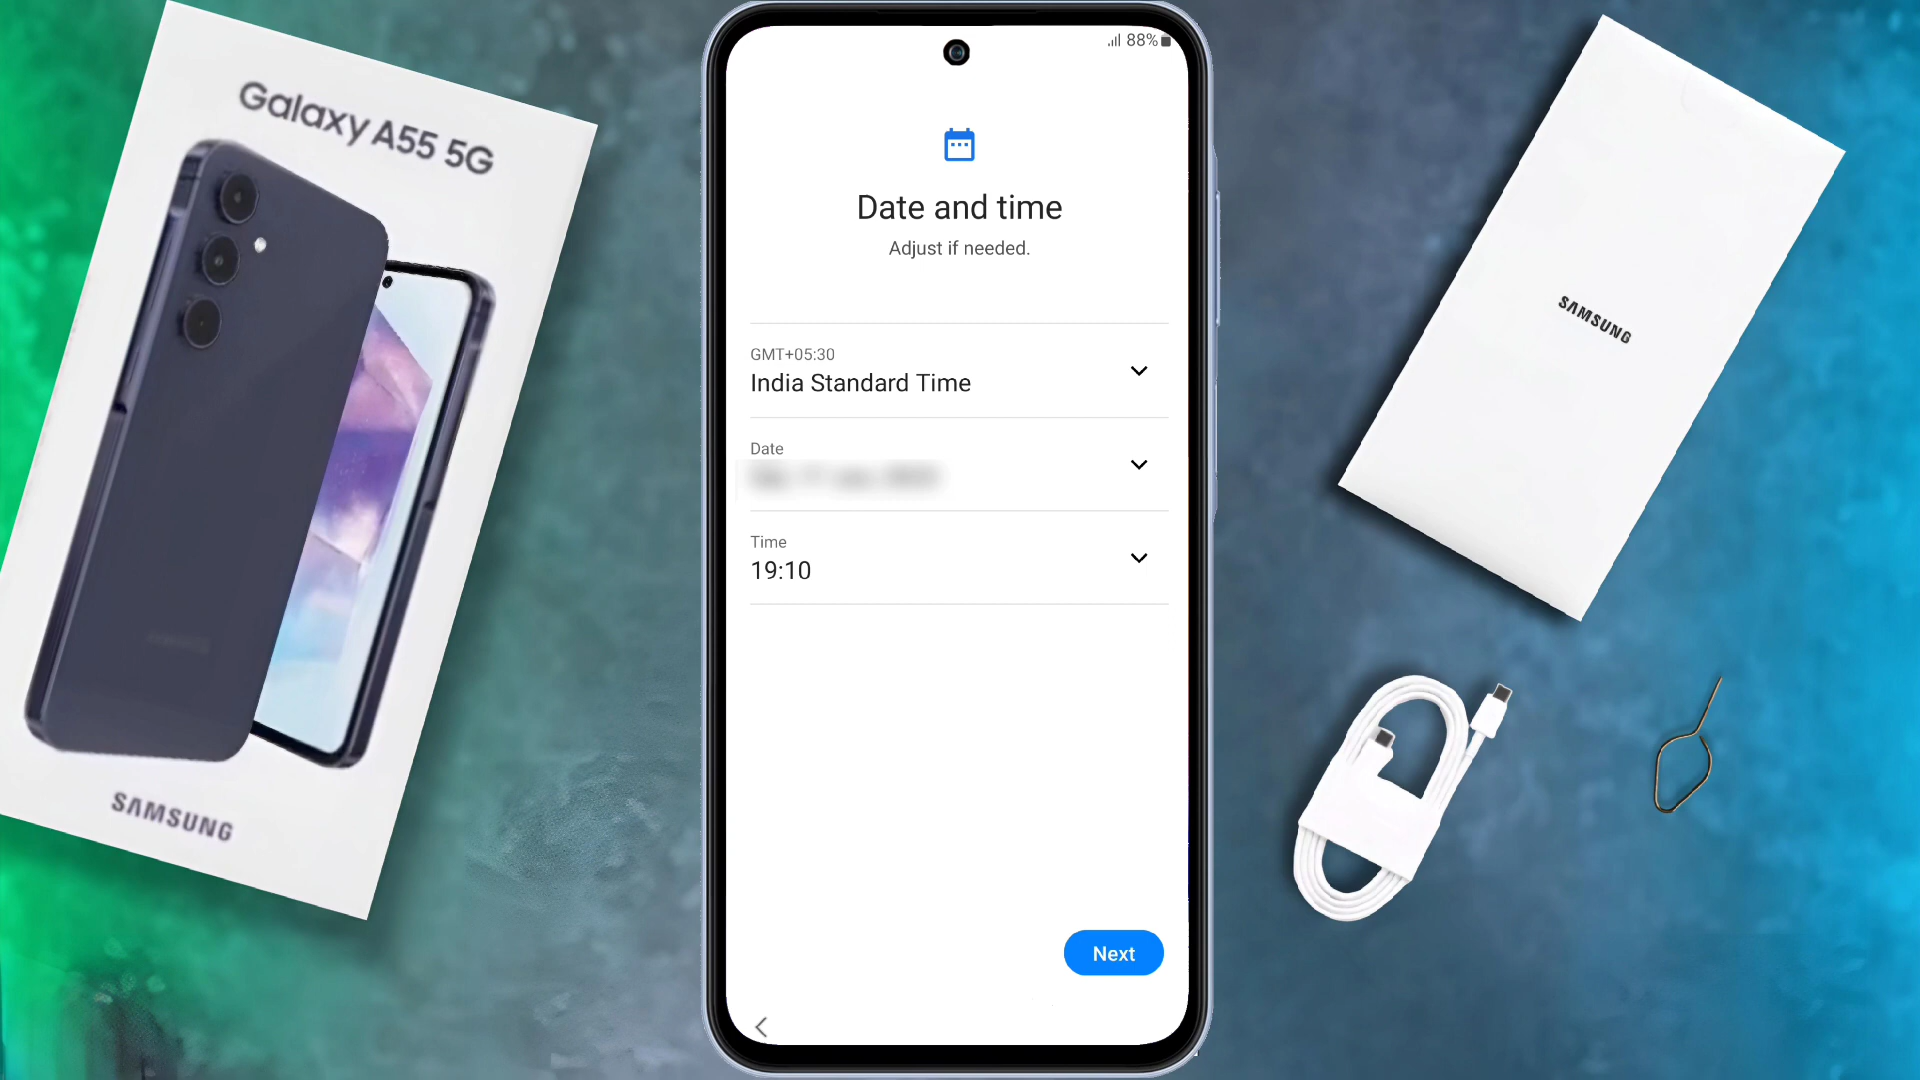 Galaxy A55 5G
SAMSUNG
88%
Date and time
Adjust if needed.
GMT+05:30
India Standard Time
Date
Time
19:10
Next
SAMSUNG